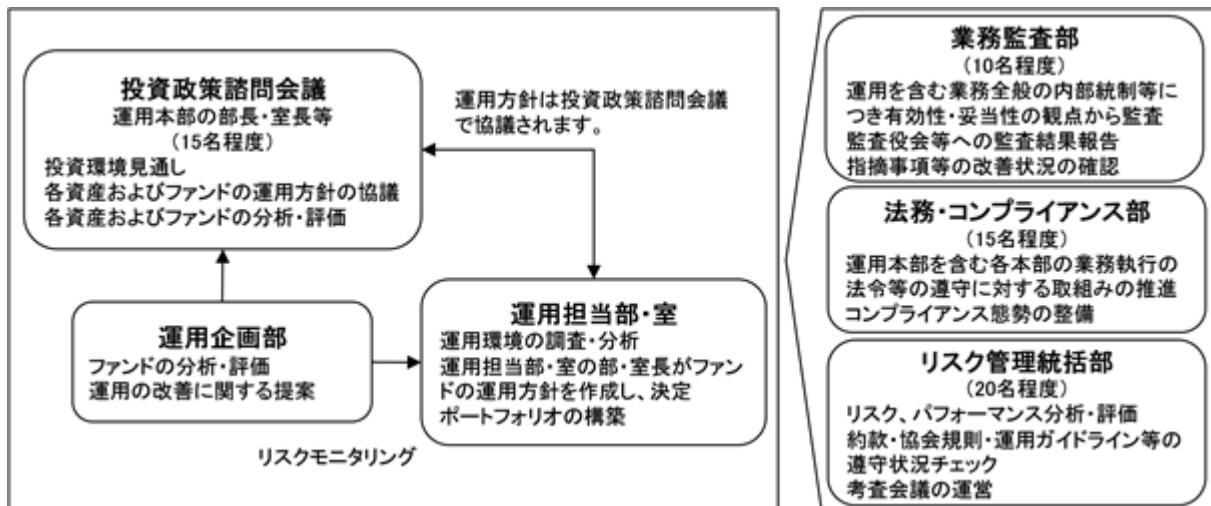 投資政策諮問会議
運用本部の部長・室長等
(15名程度)
投資環境見通し
各資産およびファンドの運用方針の協議
各資産およびファンドの分析・評価
運用方針は投資政策諮問会議
で協議されます。
運用企画部
ファンドの分析・評価
運用の改善に関する提案
運用担当部・室
運用環境の調査・分析
運用担当部・室の部・室長がファン
ドの運用方針を作成し、決定
ポートフォリオの構築
リスクモニタリング
業務監査部
(10名程度)
運用を含む業務全般の内部統制等に
つき有効性・妥当性の観点から監査
監査役会等への監査結果報告
指摘事項等の改善状況の確認
法務・コンプライアンス部
(15名程度)
運用本部を含む各本部の業務執行の
法令等の遵守に対する取組みの推進
コンプライアンス態勢の整備
リスク管理統括部
(20名程度)
リスク、パフォーマンス分析・評価
約款・協会規則・運用ガイドライン等の
遵守状況チェック
考査会議の運営